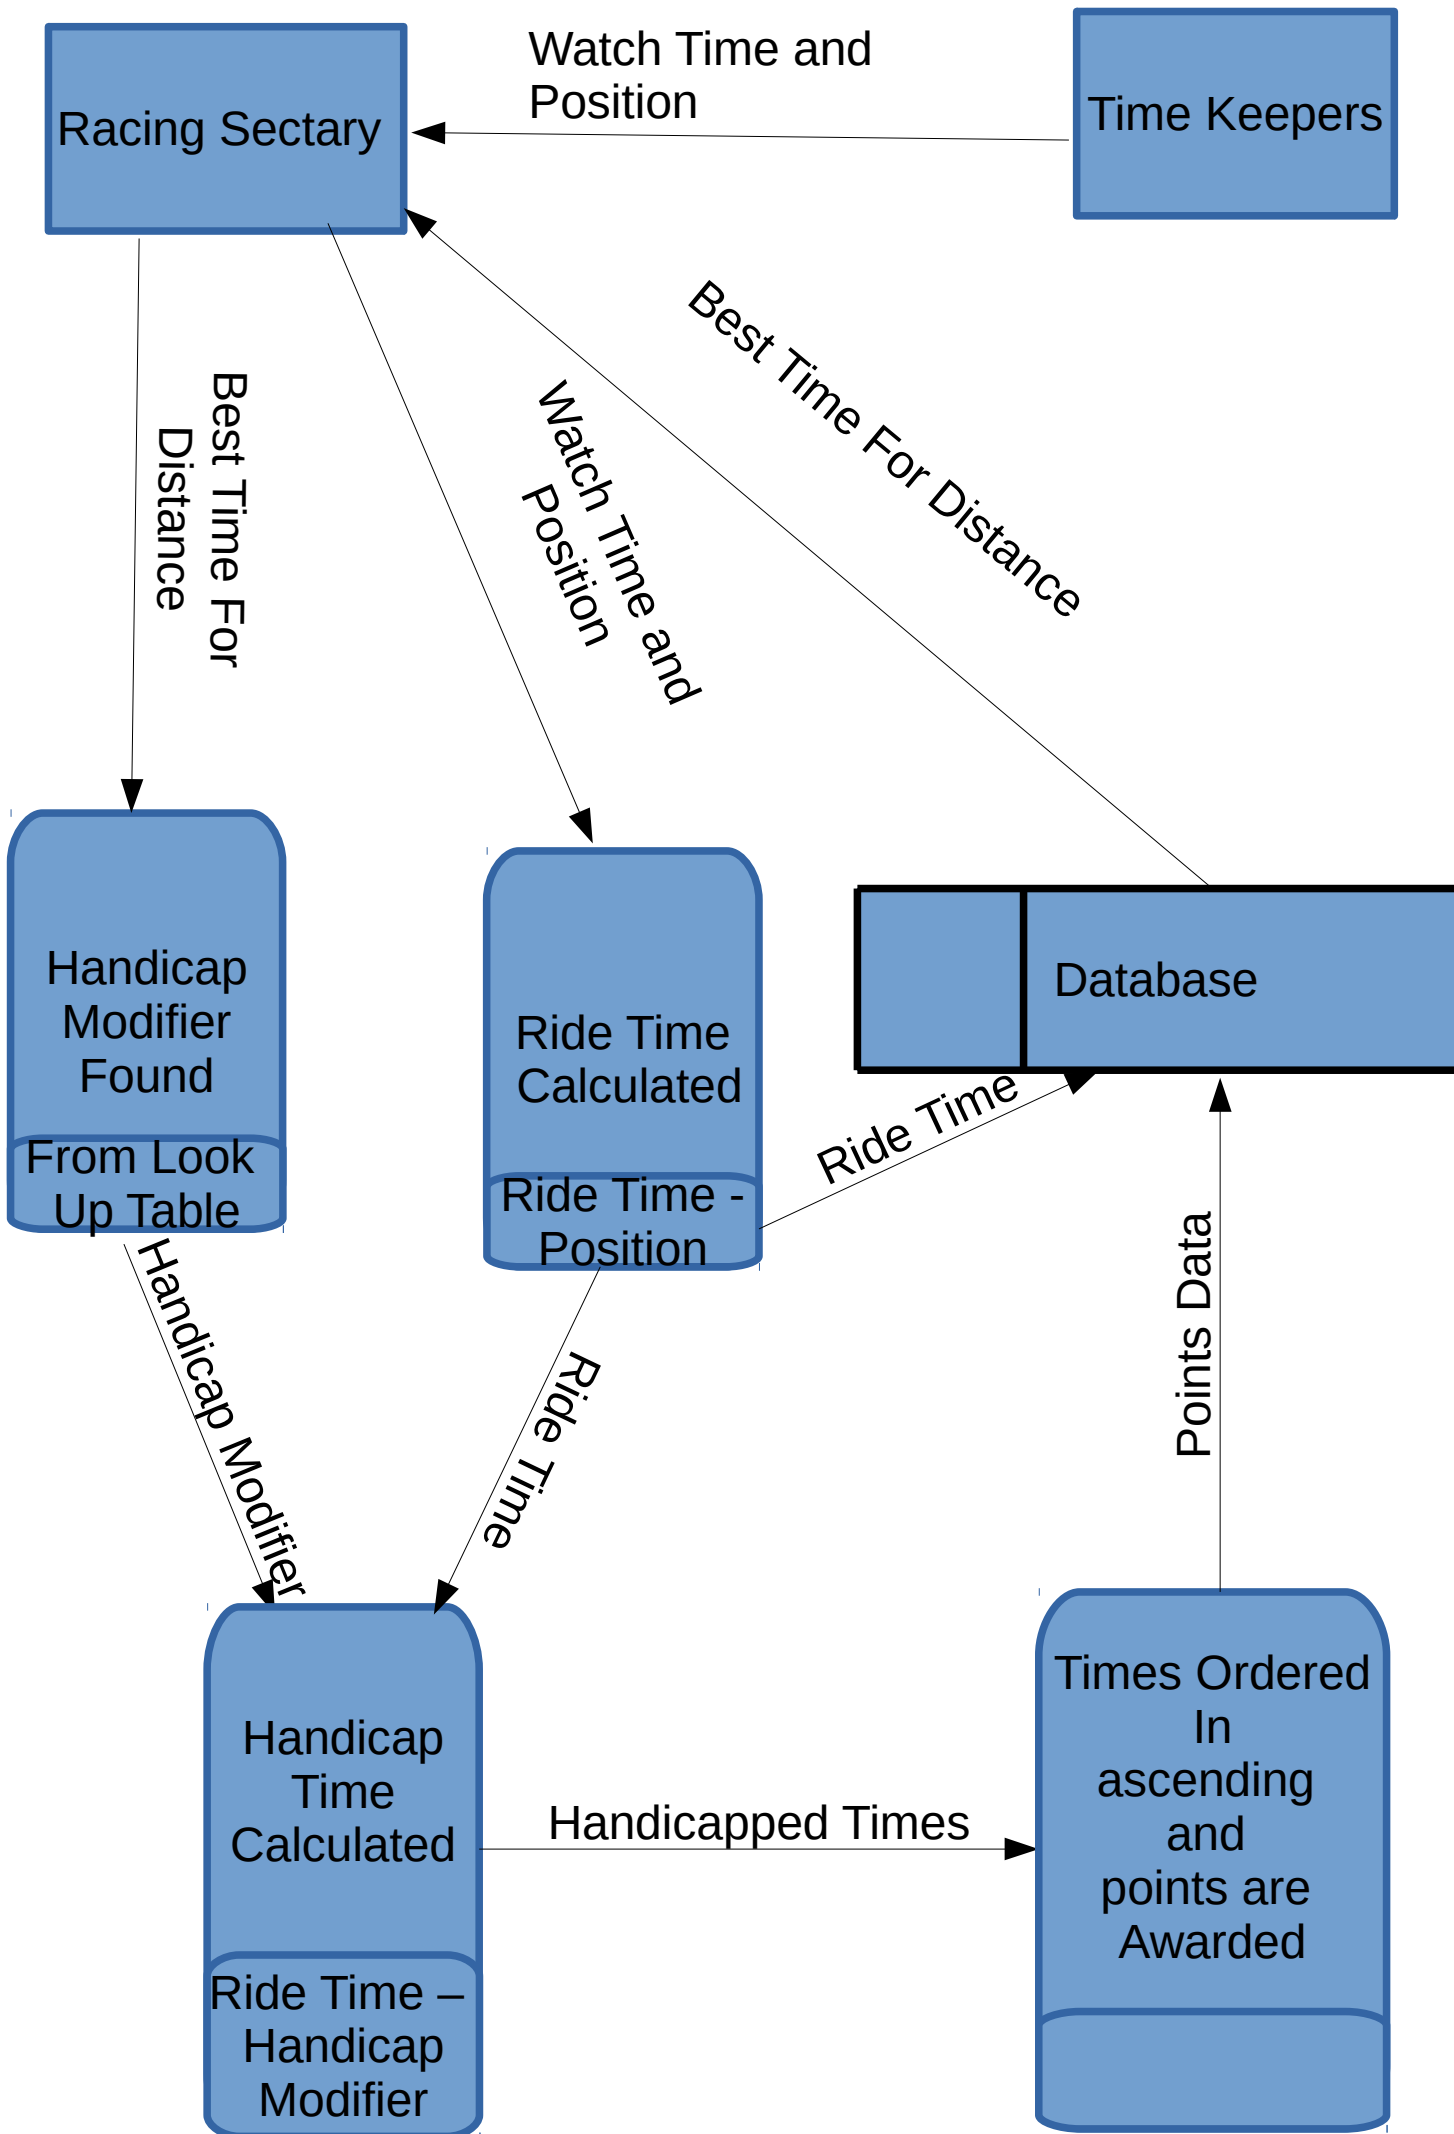 Watch Time and
Position
Racing Sectary
Time Keepers
Best Time For Distance
Best Time For
Distance
Watch Time and
Position
Handicap
Modifier
Found
From Look
Up Table
Ride Time
Calculated
Ride Time -
Position
Database
Ride Time
Handicap Modifier
Ride Time
Points Data
Handicap
Time
Calculated
Ride Time –
Handicap
Modifier
Handicapped Times
Times Ordered
In
ascending
and
points are
Awarded